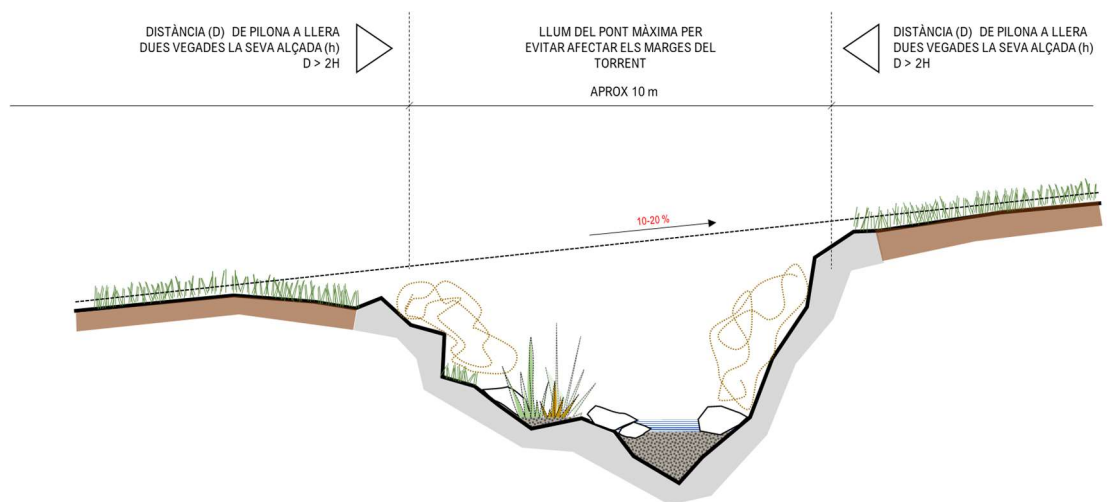 DISTÀNCIA (D) DE PILONA A LLERA
DUES VEGADES LA SEVA ALÇADA (h)
D > 2H
LLUM DEL PONT MÀXIMA PER
EVITAR AFECTAR ELS MARGES DEL
TORRENT
APROX 10 m
DISTÀNCIA (D) DE PILONA A LLERA
DUES VEGADES LA SEVA ALÇADA (h)
D > 2H
10-20 %